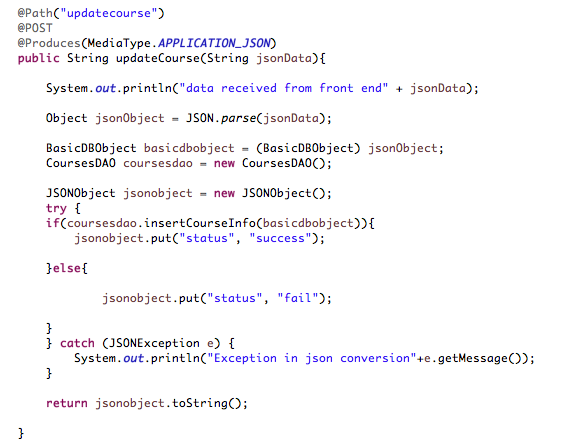 @Path("updatecourse")
@POST
@Produces(MediaType.APPLICATION_JSON)
public String updateCourse(String jsonData){
System.out.println("data received from front end" + jsonData);
Object jsonObject = JSON.parse(jsonData);
BasicDBObject basicdbobject = (BasicDBObject) jsonObject;
CoursesDAO coursesdao = new CoursesDAO();
JSONObject jsonobject = new JSONObject();
try {
if(coursesdao.insertCourseInfo(basicdbobject)){
jsonobject.put("status", "success");
}else{
jsonobject.put("status", "fail");
}
} catch (JSONException e) {
System.out.println("Exception in json conversion"+e.getMessage());
}
return jsonobject.toString();
}